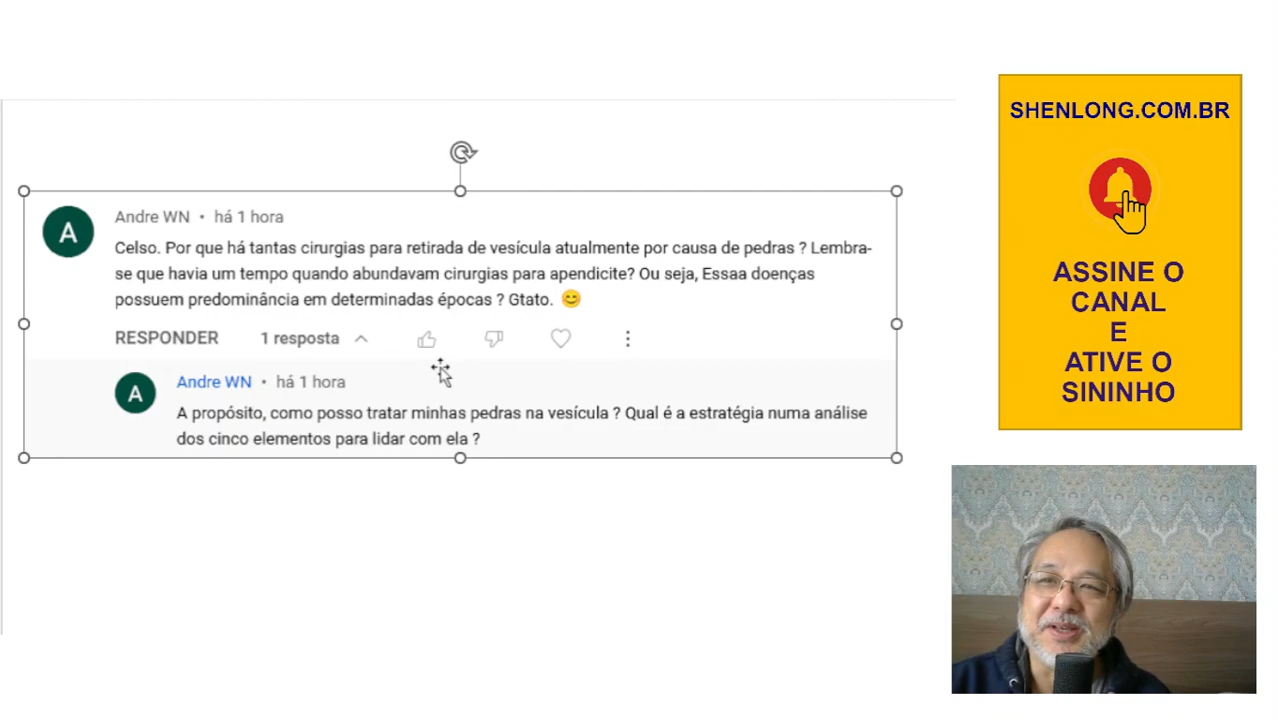 Andre WN • há 1 hora
Celso. Por que há tantas cirurgias para retirada de vesícula atualmente por causa de pedras ? Lembra-
se que havia um tempo quando abundavam cirurgias para apendicite? Ou seja, Essaa doenças
possuem predominância em determinadas épocas ? Gtato. 😊
RESPONDER 1 resposta
A
Andre WN • há 1 hora
A propósito, como posso tratar minhas pedras na vesícula ? Qual é a estratégia numa análise
dos cinco elementos para lidar com ela ?
A
SHENLONG.COM.BR
ASSINE O
CANAL
E
ATIVE O
SININHO